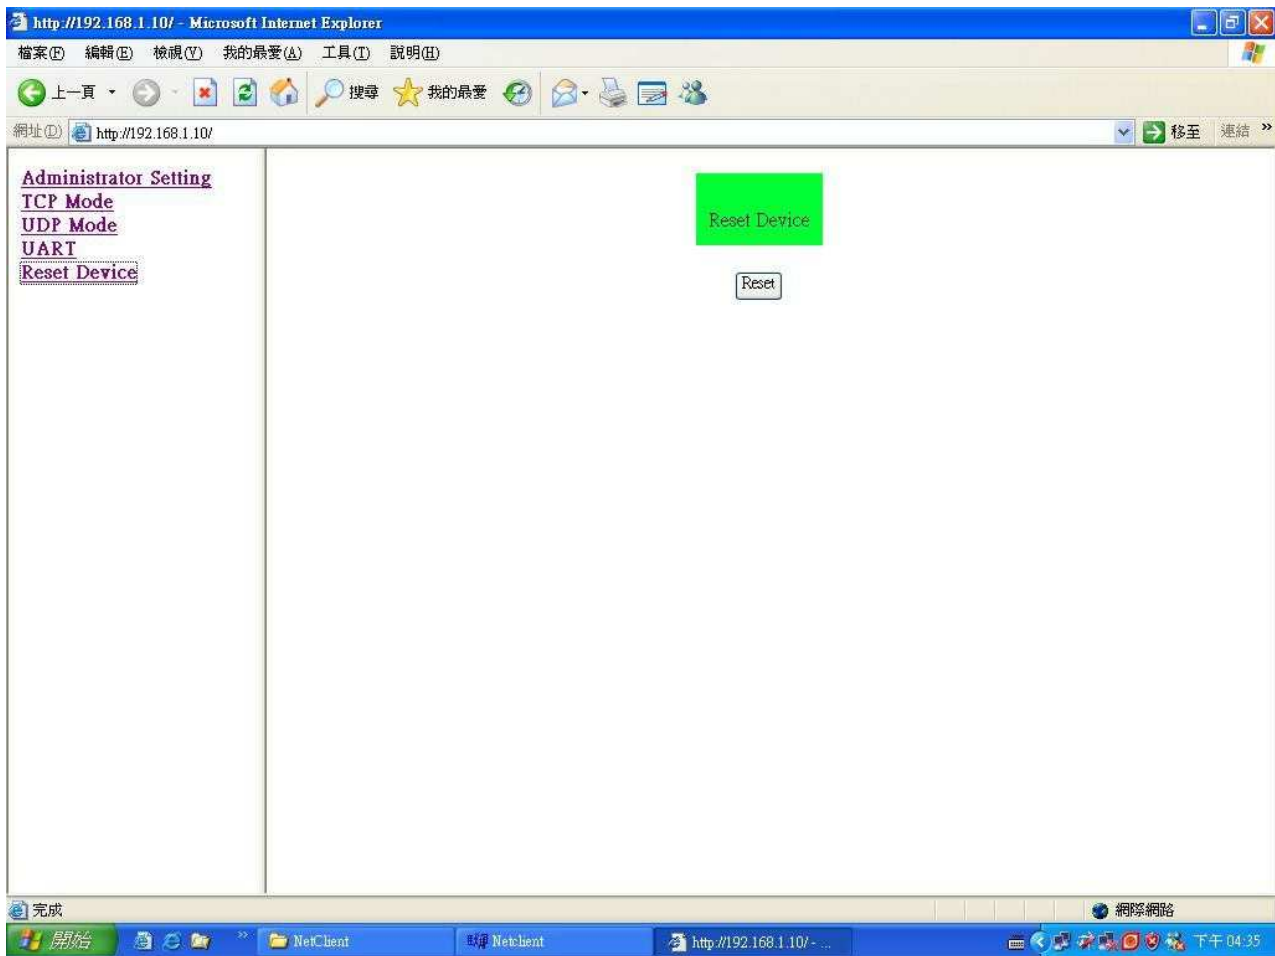 http://192.168.1.10/ - Microsoft Internet Explorer
檔案(F) 編輯(E) 檢視(V) 我的最愛(A) 工具(T) 說明(H)
上一頁 搜尋 我的最愛
網址(D) http://192.168.1.10/ 移至 連結 »
Administrator Setting
TCP Mode
UDP Mode
UART
Reset Device
Reset Device
Reset
完成 網際網路
開始 » NetClient Netclient http://192.168.1.10/ - ... 下午 04:35